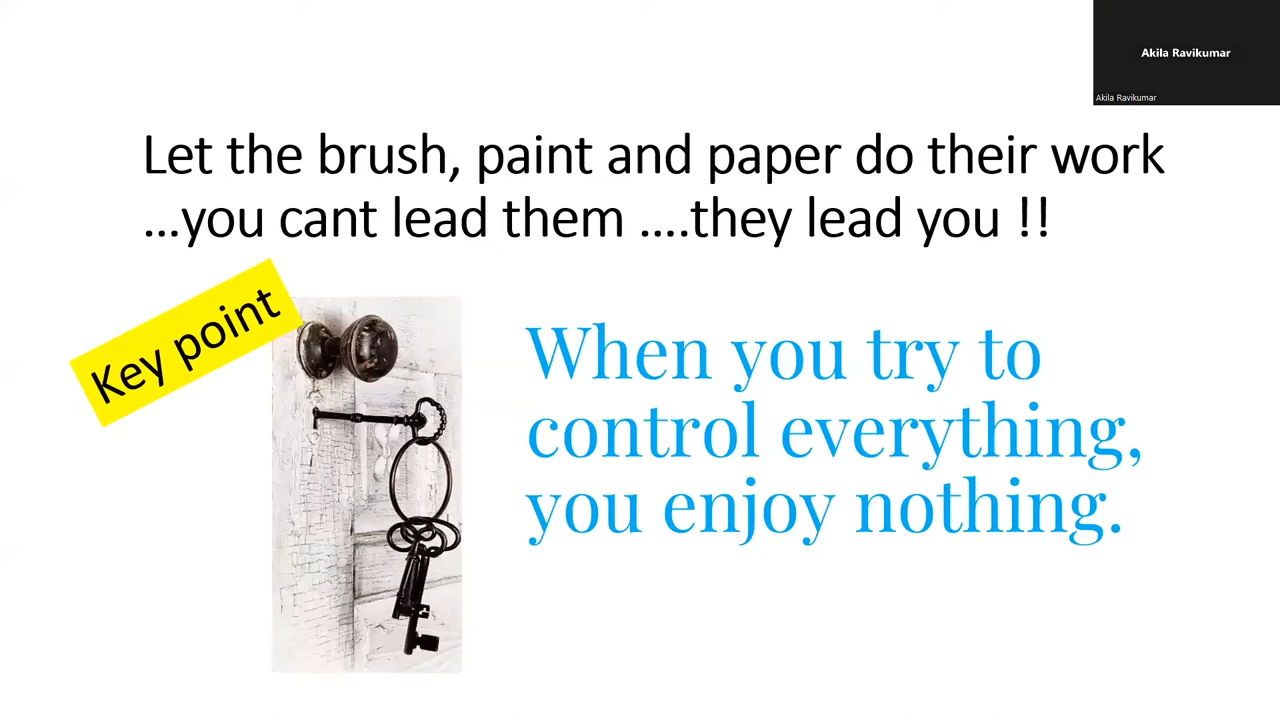 Akila Ravikumar
Akila Ravikumar
Let the brush, paint and paper do their work
...you cant lead them ....they lead you !!
Key point
When you try to
control everything,
you enjoy nothing.